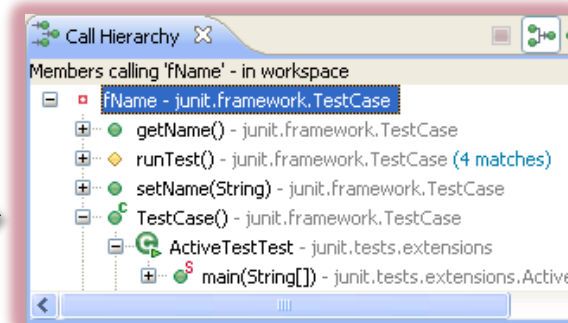 Call Hierarchy
Members calling 'fName' - in workspace
fName - junit.framework.TestCase
getName() - junit.framework.TestCase
runTest() - junit.framework.TestCase (4 matches)
setName(String) - junit.framework.TestCase
C TestCase() - junit.framework.TestCase
ActiveTestTest - junit.tests.extensions
S main(String[]) - junit.tests.extensions.Active